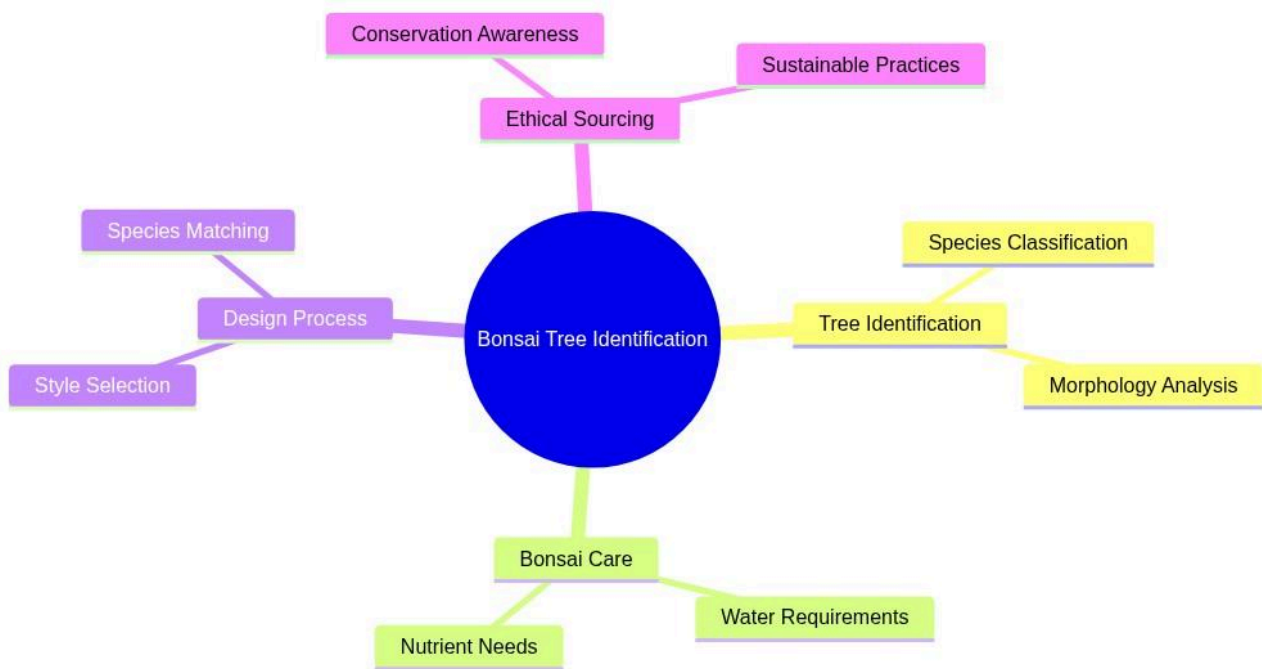 Conservation Awareness
Sustainable Practices
Ethical Sourcing
Species Matching
Species Classification
Design Process
Bonsai Tree Identification
Tree Identification
Style Selection
Morphology Analysis
Bonsai Care
Water Requirements
Nutrient Needs